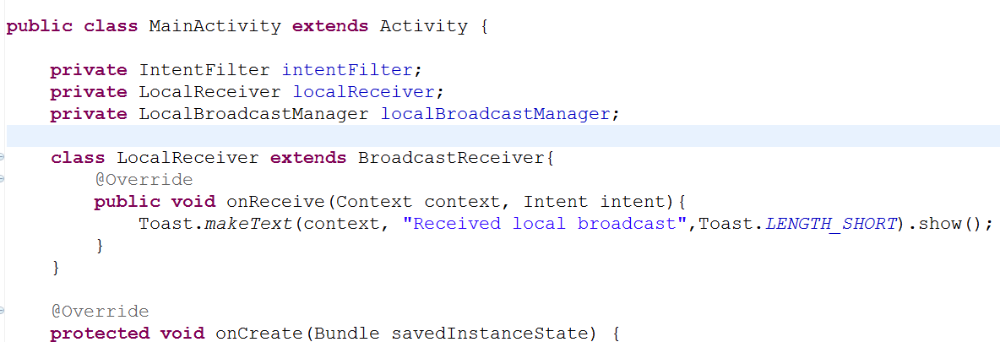 public class MainActivity extends Activity {
private IntentFilter intentFilter;
private LocalReceiver localReceiver;
private LocalBroadcastManager localBroadcastManager;
class LocalReceiver extends BroadcastReceiver{
@Override
public void onReceive(Context context, Intent intent){
Toast.makeText(context, "Received local broadcast",Toast.LENGTH_SHORT).show();
}
}
@Override
protected void onCreate(Bundle savedInstanceState) {